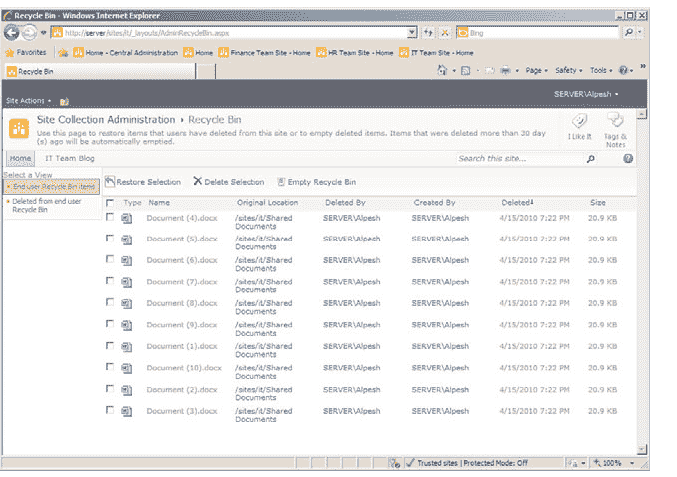 Recycle Bin - Windows Internet Explorer
http://server/sites/it/_layouts/AdminRecycleBin.aspx
Bing
Favorites Home - Central Administration Home Finance Team Site - Home HR Team Site - Home IT Team Site - Home
Recycle Bin
Page Safety Tools
SERVER\Alpesh
Site Actions
Site Collection Administration Recycle Bin
Use this page to restore items that users have deleted from this site or to empty deleted items. Items that were deleted more than 30 day
(s) ago will be automatically emptied.
I Like It
Tags &
Notes
Home IT Team Blog
Search this site...
Select a View
End user Recycle Bin items
Deleted from end user
Recycle Bin
Restore Selection Delete Selection Empty Recycle Bin
Type Name Original Location Deleted By Created By Deleted↓ Size
Document (4).docx /sites/it/Shared Documents SERVER\Alpesh SERVER\Alpesh 4/15/2010 7:22 PM 20.9 KB
Document (5).docx /sites/it/Shared Documents SERVER\Alpesh SERVER\Alpesh 4/15/2010 7:22 PM 20.9 KB
Document (6).docx /sites/it/Shared Documents SERVER\Alpesh SERVER\Alpesh 4/15/2010 7:22 PM 20.9 KB
Document (7).docx /sites/it/Shared Documents SERVER\Alpesh SERVER\Alpesh 4/15/2010 7:22 PM 20.9 KB
Document (8).docx /sites/it/Shared Documents SERVER\Alpesh SERVER\Alpesh 4/15/2010 7:22 PM 20.9 KB
Document (9).docx /sites/it/Shared Documents SERVER\Alpesh SERVER\Alpesh 4/15/2010 7:22 PM 20.9 KB
Document (1).docx /sites/it/Shared Documents SERVER\Alpesh SERVER\Alpesh 4/15/2010 7:22 PM 20.9 KB
Document (10).docx /sites/it/Shared Documents SERVER\Alpesh SERVER\Alpesh 4/15/2010 7:22 PM 20.9 KB
Document (2).docx /sites/it/Shared Documents SERVER\Alpesh SERVER\Alpesh 4/15/2010 7:22 PM 20.9 KB
Document (3).docx /sites/it/Shared Documents SERVER\Alpesh SERVER\Alpesh 4/15/2010 7:22 PM 20.9 KB
Trusted sites | Protected Mode: Off 100%